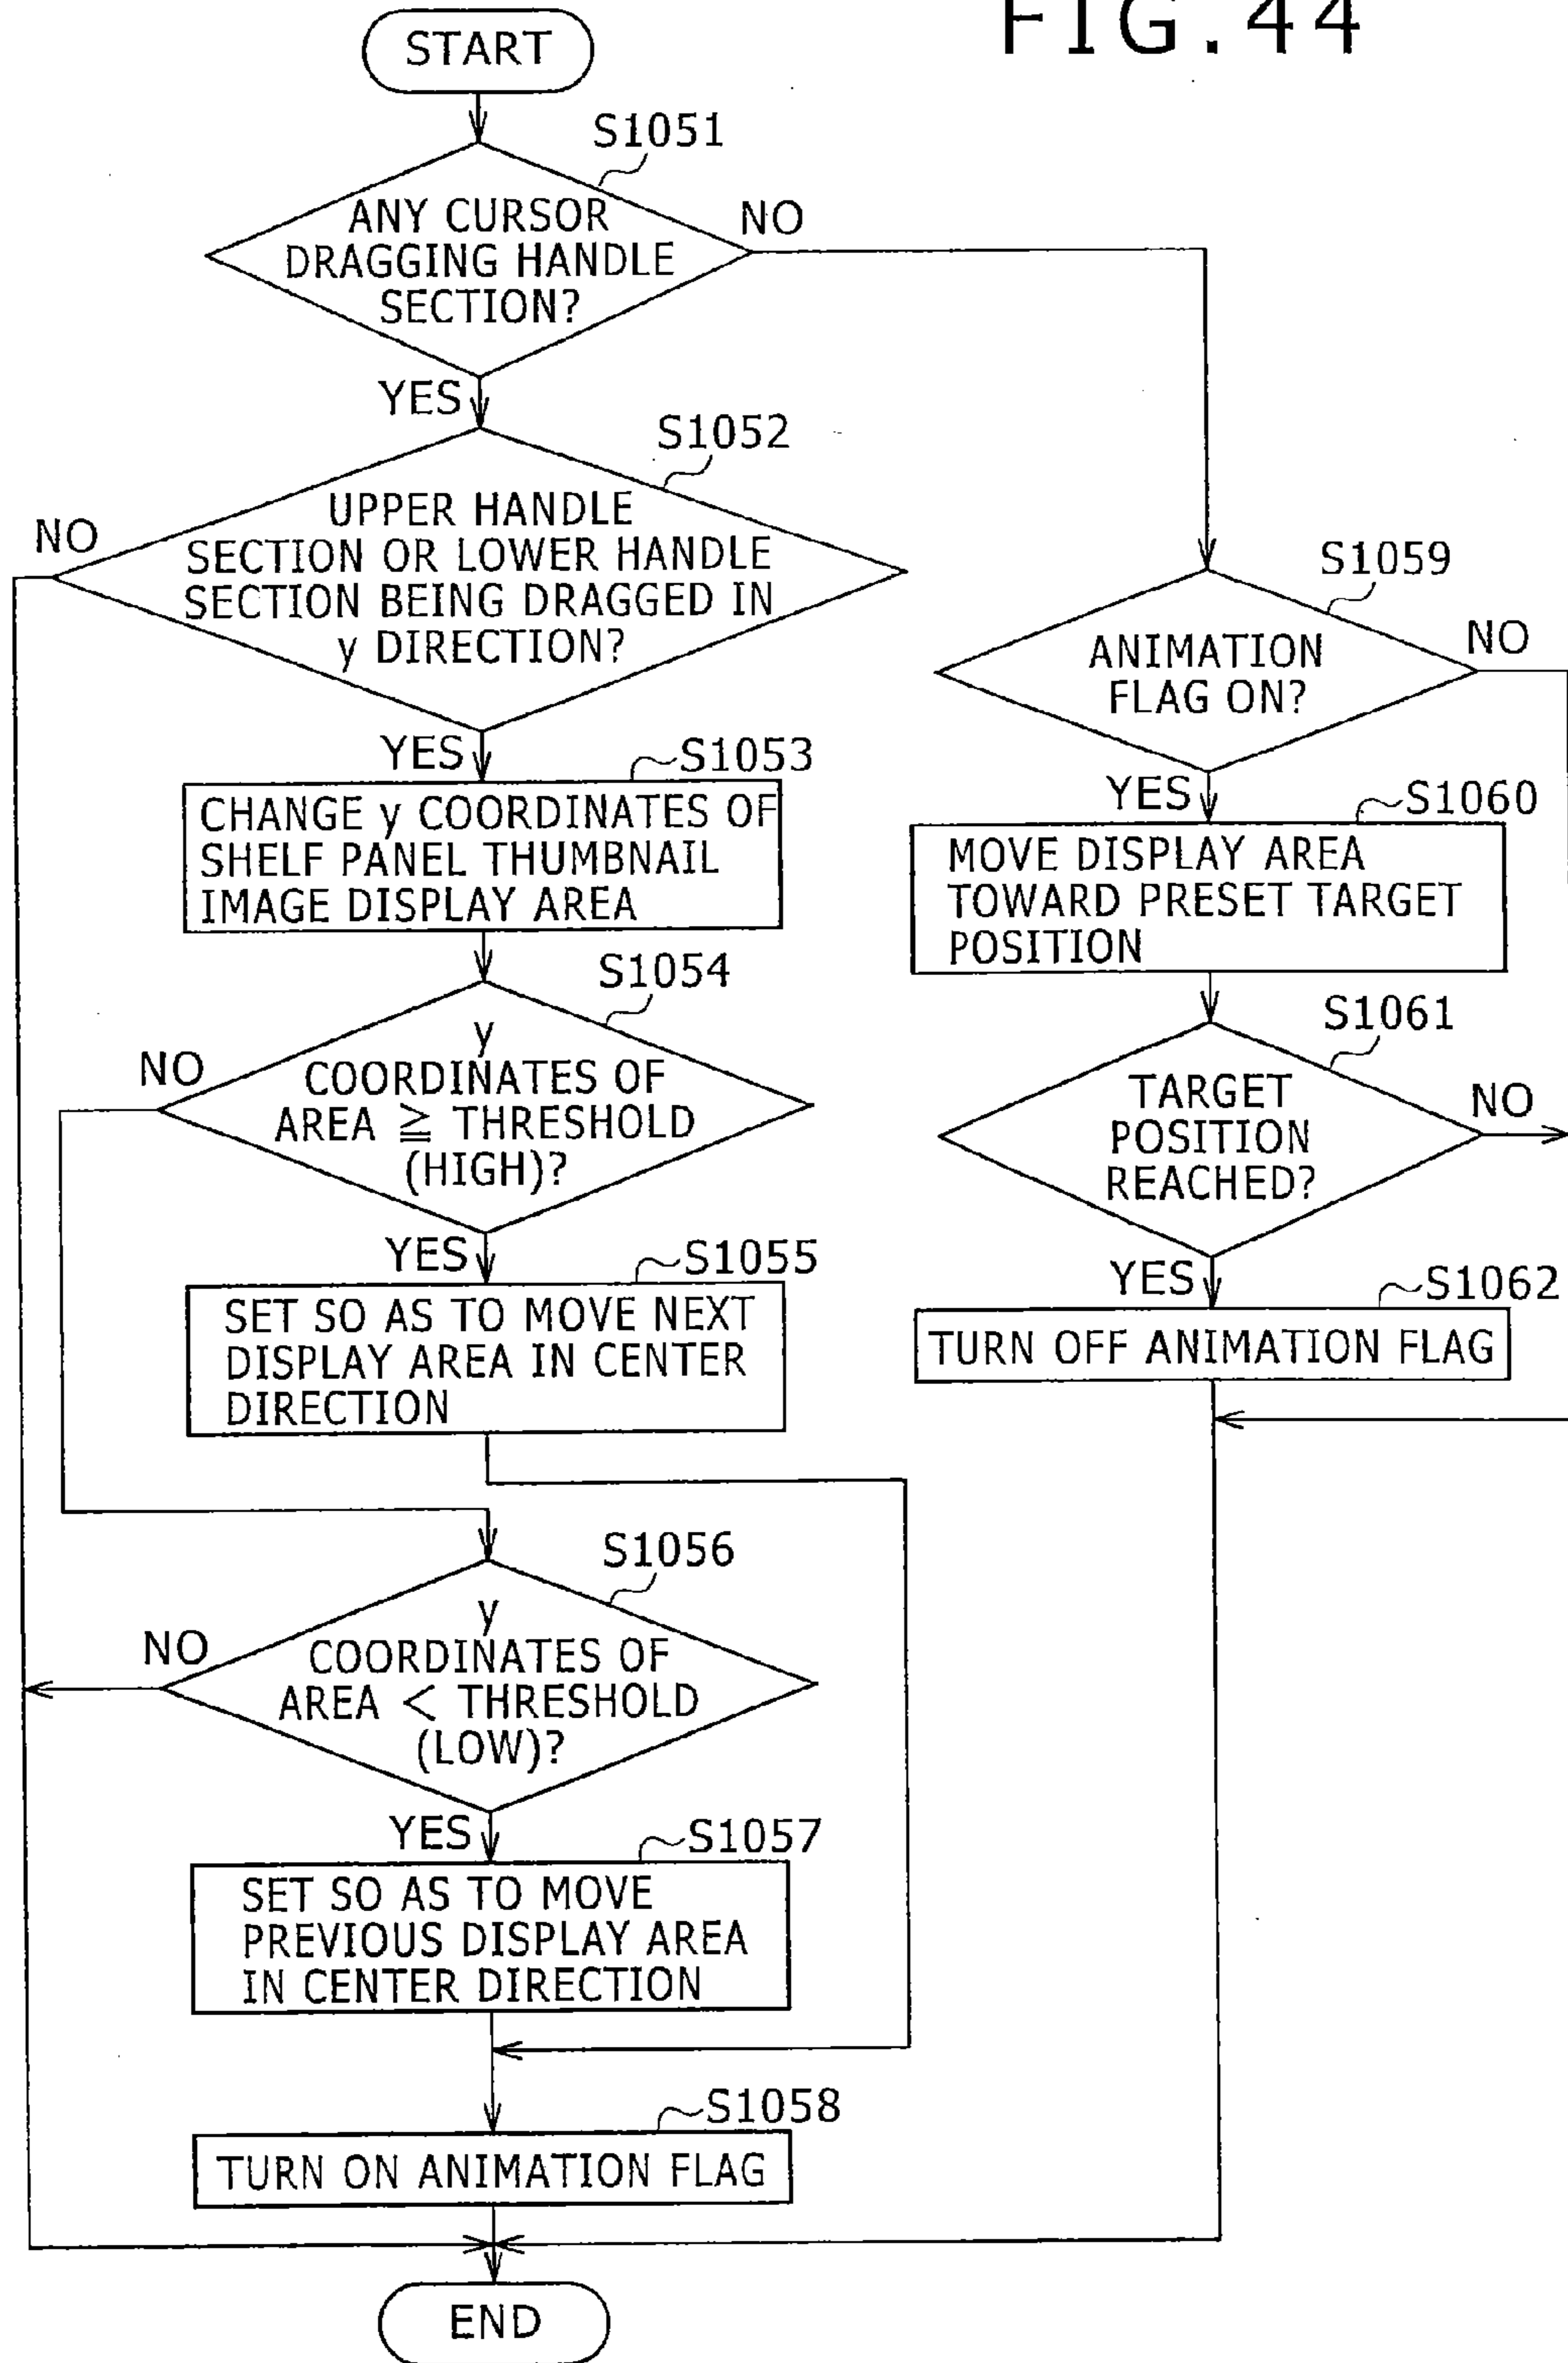 FIG.44
START
S1051
ANY CURSOR
DRAGGING HANDLE
SECTION?
NO
YES
S1052
UPPER HANDLE
SECTION OR LOWER HANDLE
SECTION BEING DRAGGED IN
y DIRECTION?
NO
YES
S1053
CHANGE y COORDINATES OF
SHELF PANEL THUMBNAIL
IMAGE DISPLAY AREA
S1054
y
COORDINATES OF
AREA ≧ THRESHOLD
(HIGH)?
NO
YES
S1055
SET SO AS TO MOVE NEXT
DISPLAY AREA IN CENTER
DIRECTION
S1056
y
COORDINATES OF
AREA < THRESHOLD
(LOW)?
NO
YES
S1057
SET SO AS TO MOVE
PREVIOUS DISPLAY AREA
IN CENTER DIRECTION
S1058
TURN ON ANIMATION FLAG
END
S1059
ANIMATION
FLAG ON?
NO
YES
S1060
MOVE DISPLAY AREA
TOWARD PRESET TARGET
POSITION
S1061
TARGET
POSITION
REACHED?
NO
YES
S1062
TURN OFF ANIMATION FLAG